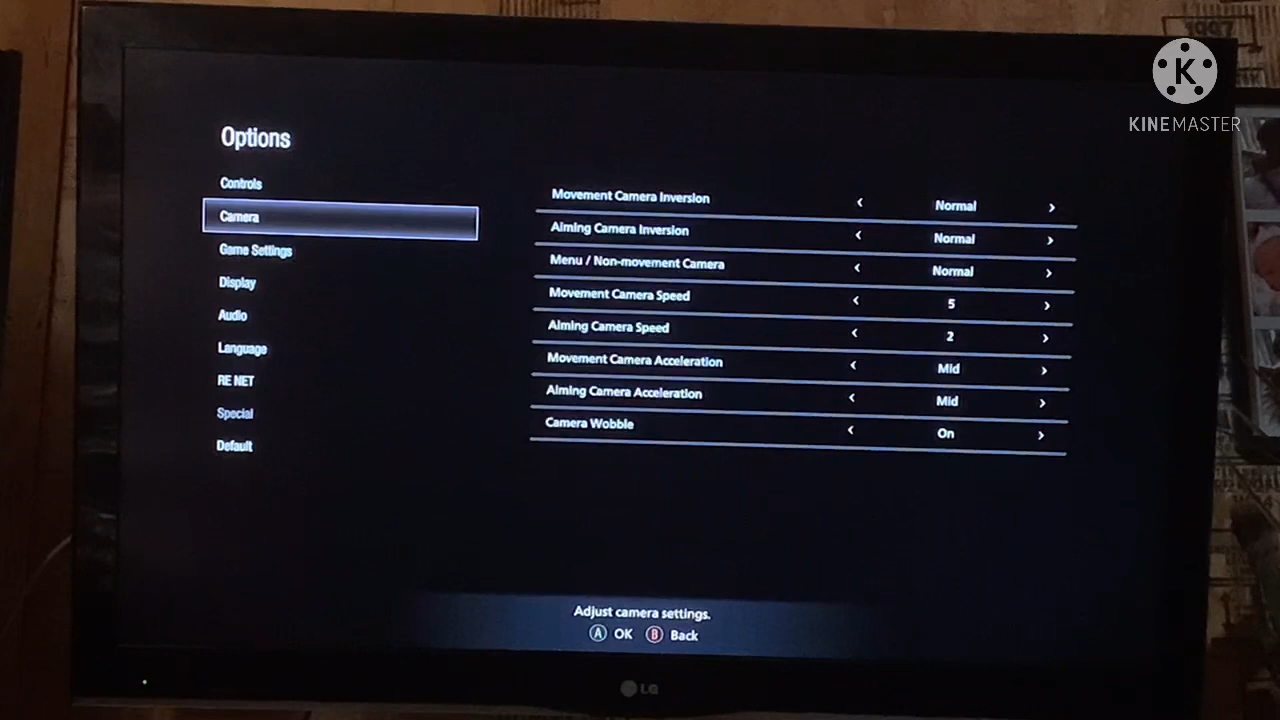 1997
K
KINEMASTER
Options
Controls
Camera
Game Settings
Display
Audio
Language
RE NET
Special
Default
Movement Camera Inversion < Normal >
Aiming Camera Inversion < Normal >
Menu / Non-movement Camera < Normal >
Movement Camera Speed < 5 >
Aiming Camera Speed < 2 >
Movement Camera Acceleration < Mid >
Aiming Camera Acceleration < Mid >
Camera Wobble < On >
Adjust camera settings.
A OK B Back
LG